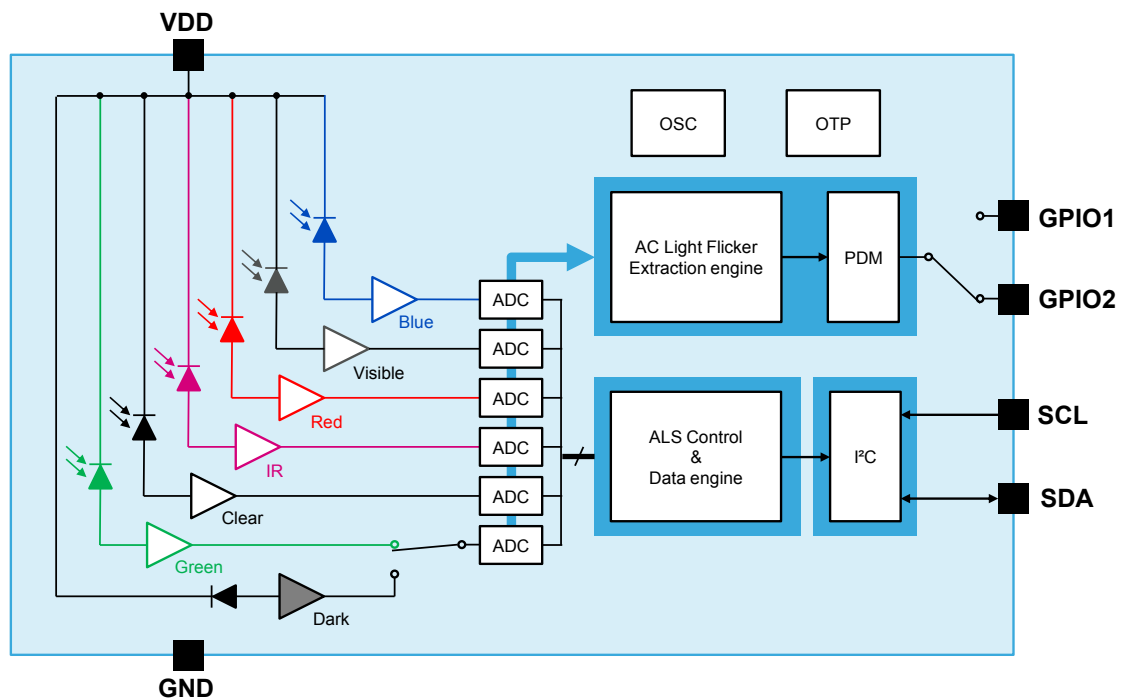 VDD
OSC
OTP
AC Light Flicker
Extraction engine
PDM
GPIO1
GPIO2
ADC
Blue
ADC
Visible
ADC
Red
ADC
IR
ADC
Clear
ADC
Green
Dark
ALS Control
&
Data engine
I²C
SCL
SDA
GND